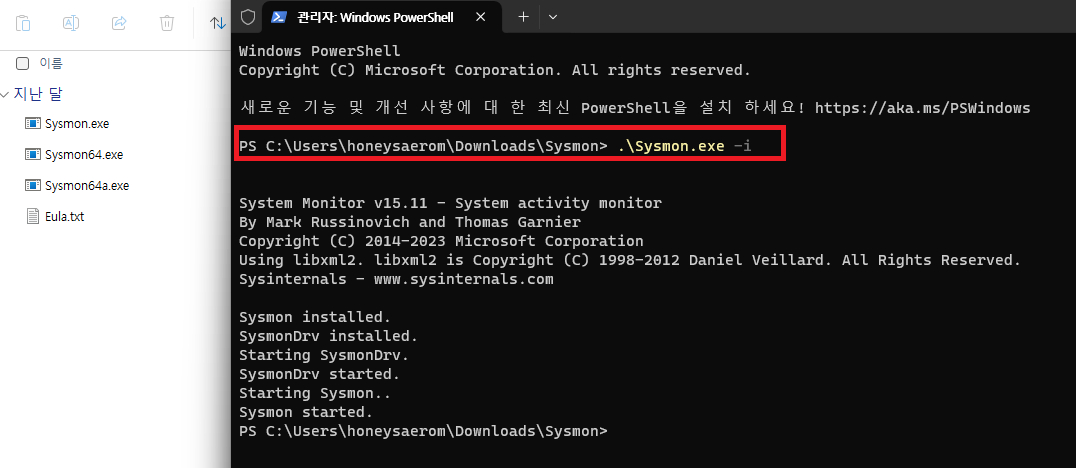 이름
지난 달
Sysmon.exe
Sysmon64.exe
Sysmon64a.exe
Eula.txt
관리자: Windows PowerShell
Windows PowerShell
Copyright (C) Microsoft Corporation. All rights reserved.
새로운 기능 및 개선 사항에 대 한 최신 PowerShell을 설치 하세요! https://aka.ms/PSWindows
PS C:\Users\honeysaerom\Downloads\Sysmon> .\Sysmon.exe -i
System Monitor v15.11 - System activity monitor
By Mark Russinovich and Thomas Garnier
Copyright (C) 2014-2023 Microsoft Corporation
Using libxml2. libxml2 is Copyright (C) 1998-2012 Daniel Veillard. All Rights Reserved.
Sysinternals - www.sysinternals.com
Sysmon installed.
SysmonDrv installed.
Starting SysmonDrv.
SysmonDrv started.
Starting Sysmon..
Sysmon started.
PS C:\Users\honeysaerom\Downloads\Sysmon>